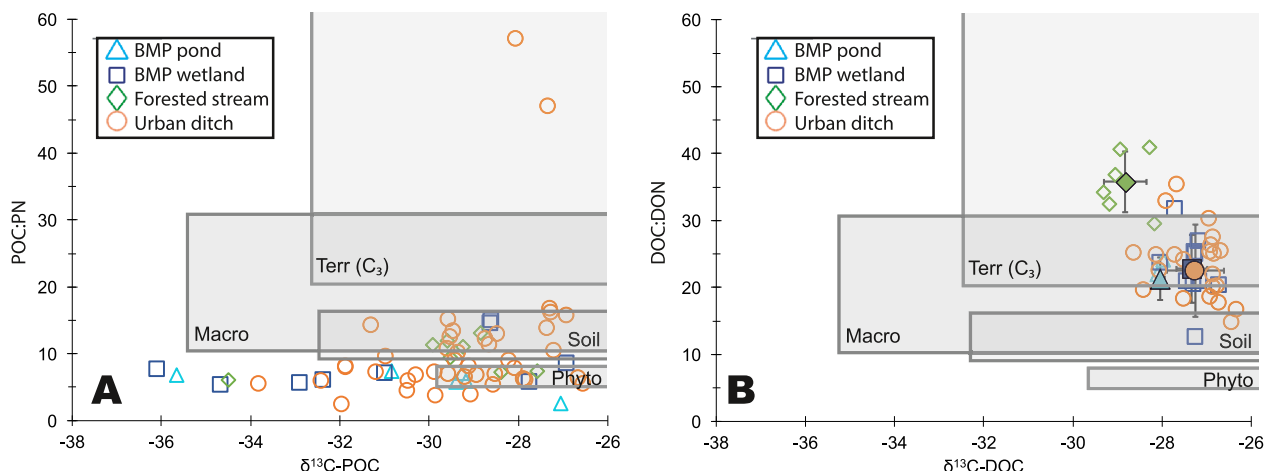 60
50
40
30
20
10
0
POC:PN
BMP pond
BMP wetland
Forested stream
Urban ditch
Terr (C₃)
Macro
Soil
Phyto
A
-38 -36 -34 -32 -30 -28 -26
δ¹³C-POC
60
50
40
30
20
10
0
DOC:DON
BMP pond
BMP wetland
Forested stream
Urban ditch
Terr (C₃)
Macro
Soil
Phyto
B
-38 -36 -34 -32 -30 -28 -26
δ¹³C-DOC